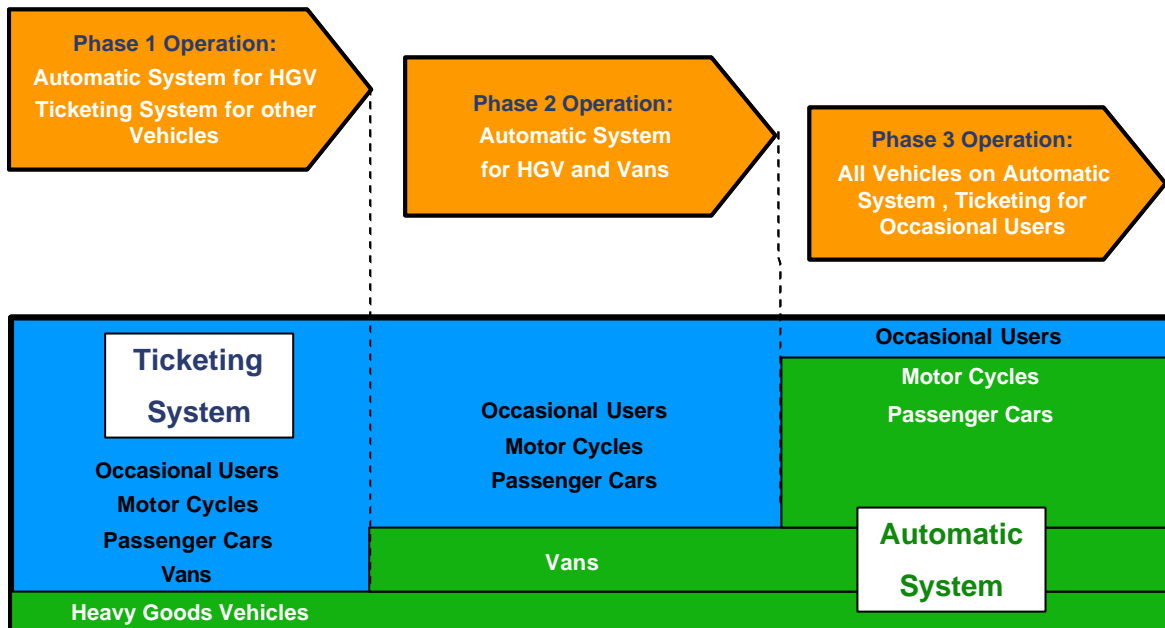 Phase 1 Operation:
Automatic System for HGV
Ticketing System for other
Vehicles
Phase 2 Operation:
Automatic System
for HGV and Vans
Phase 3 Operation:
All Vehicles on Automatic
System , Ticketing for
Occasional Users
Ticketing
System
Occasional Users
Motor Cycles
Passenger Cars
Vans
Heavy Goods Vehicles
Occasional Users
Motor Cycles
Passenger Cars
Vans
Occasional Users
Motor Cycles
Passenger Cars
Automatic
System